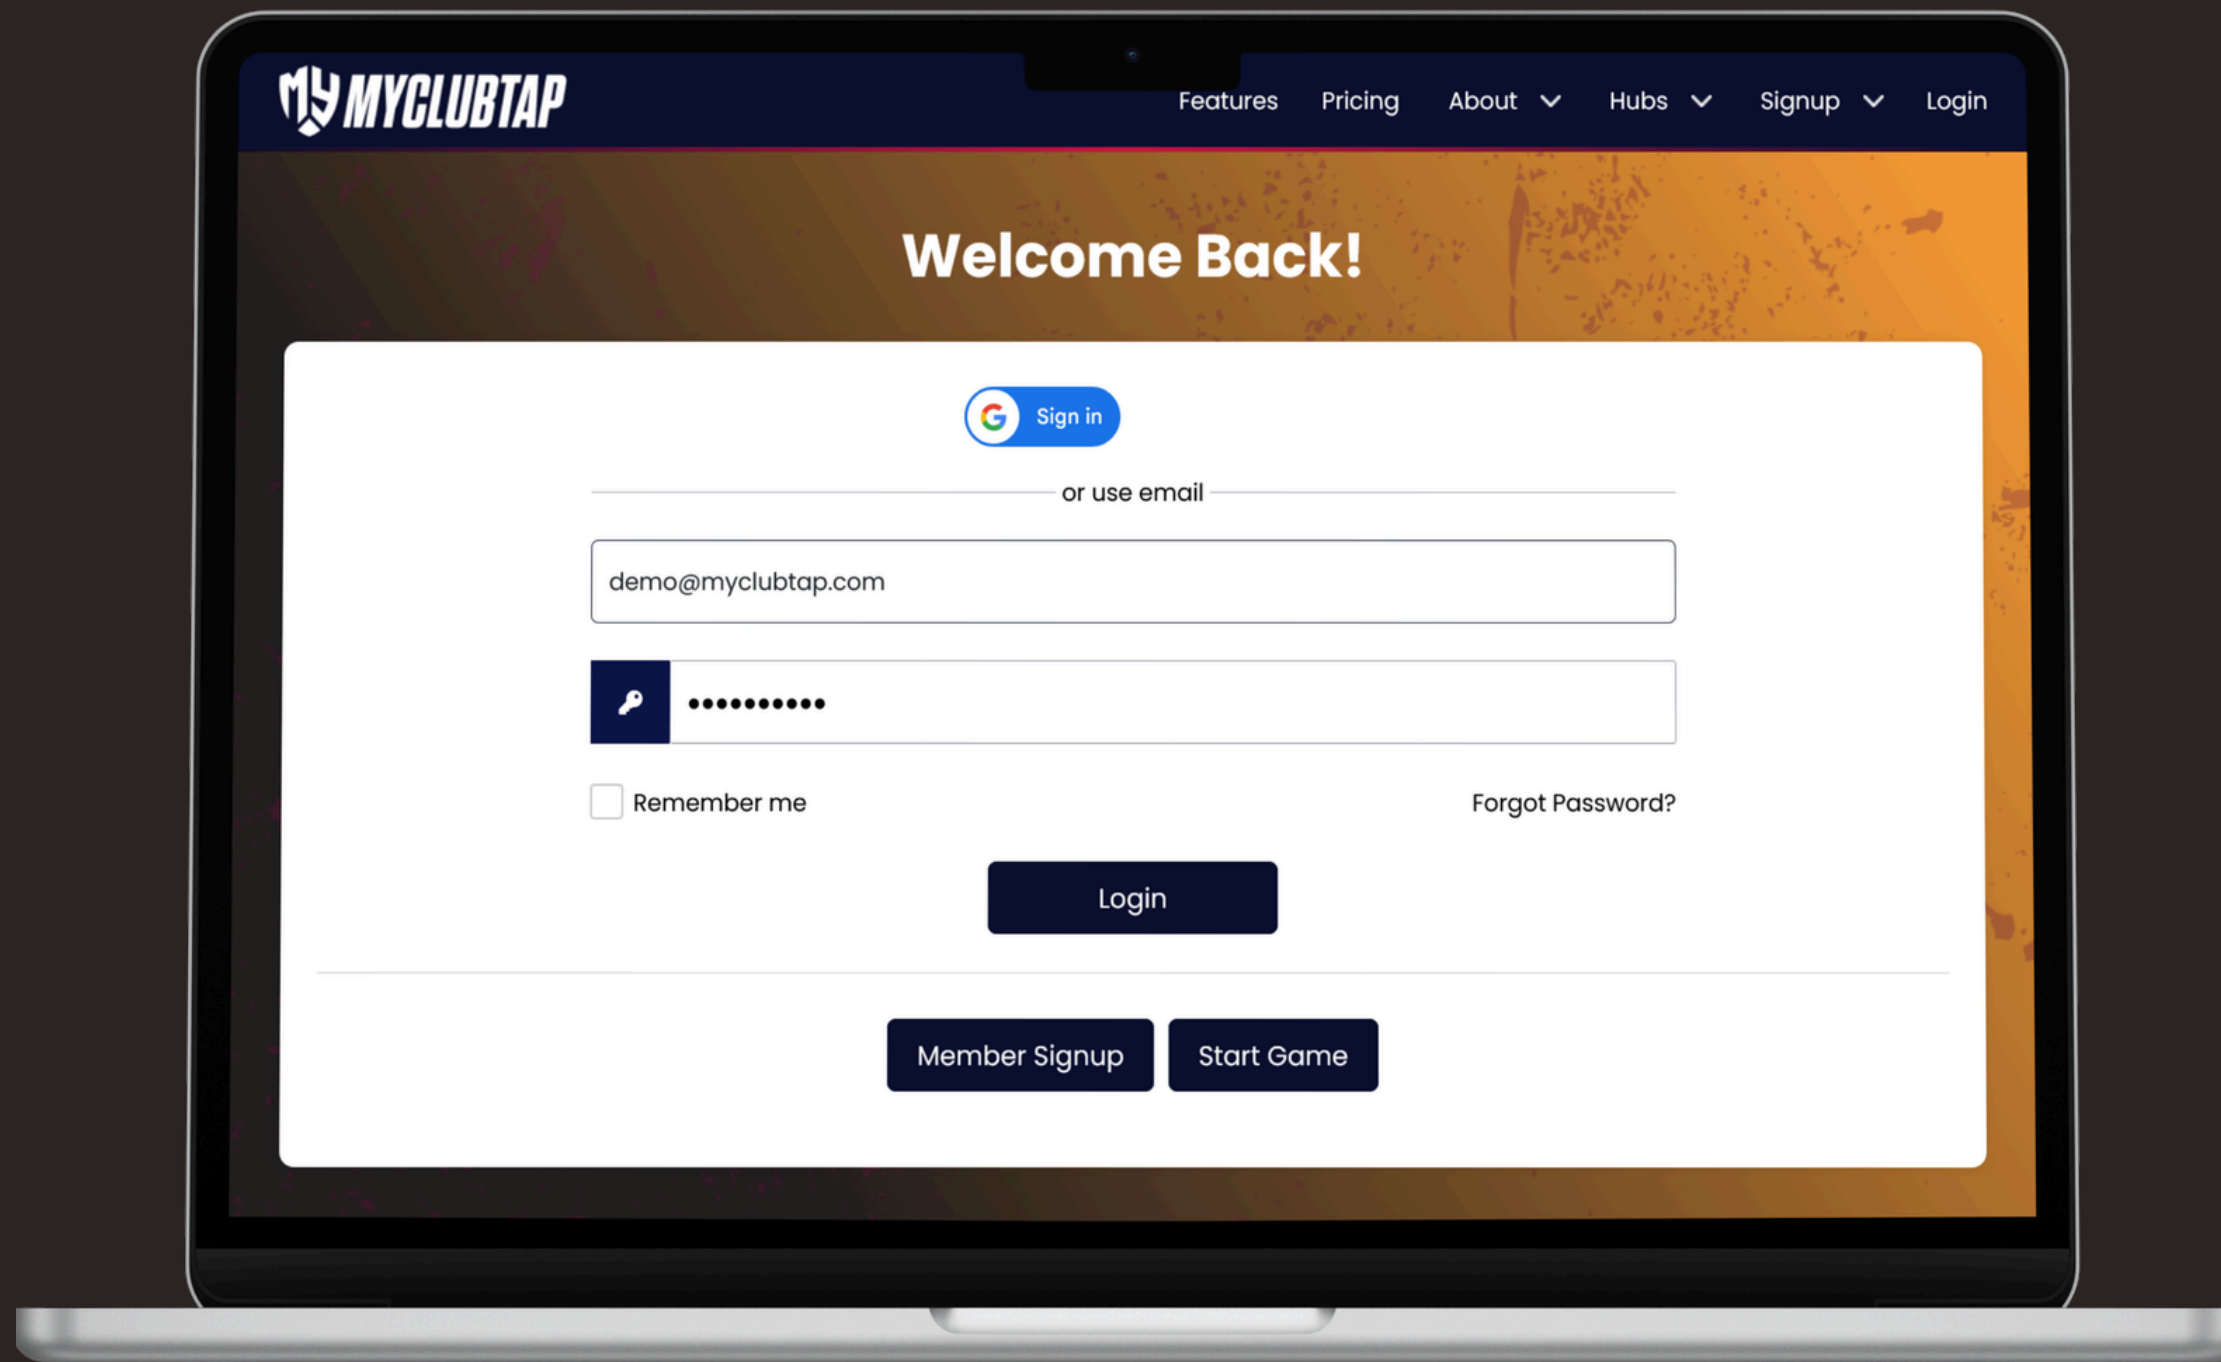 MY MYCLUBTAP
Features Pricing About Hubs Signup Login
Welcome Back!
G Sign in
or use email
demo@myclubtap.com
••••••••••
Remember me Forgot Password?
Login
Member Signup Start Game